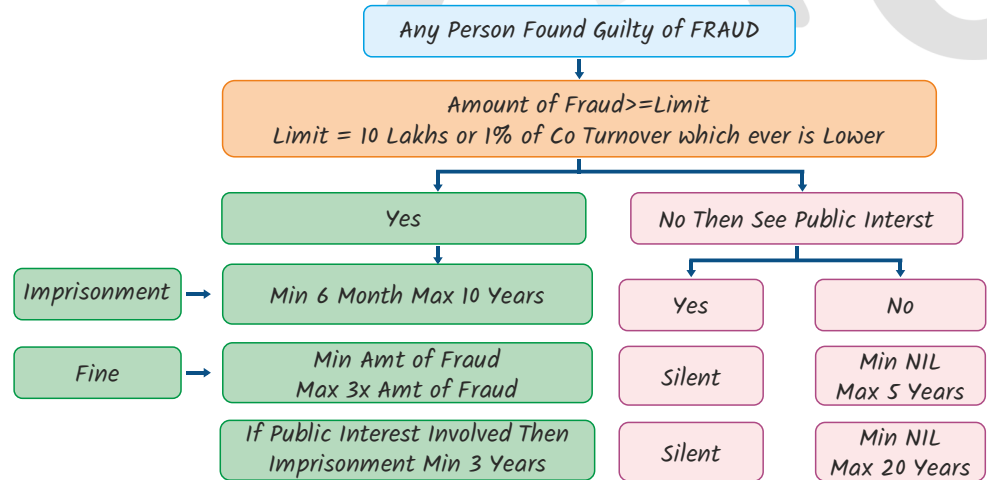 Any Person Found Guilty of FRAUD
Amount of Fraud>=Limit
Limit = 10 Lakhs or 1% of Co Turnover which ever is Lower
Yes
No Then See Public Interst
Imprisonment
Min 6 Month Max 10 Years
Yes
No
Fine
Min Amt of Fraud
Max 3x Amt of Fraud
Silent
Min NIL
Max 5 Years
If Public Interest Involved Then
Imprisonment Min 3 Years
Silent
Min NIL
Max 20 Years